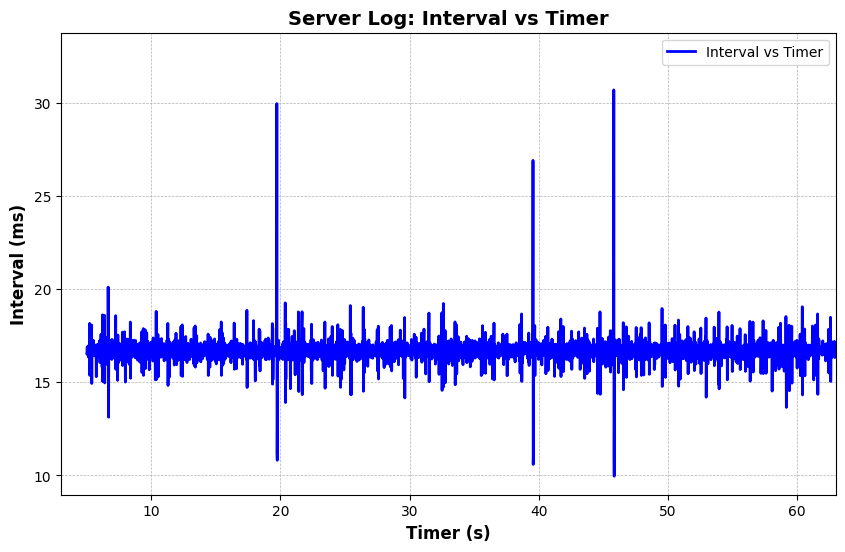 Server Log: Interval vs Timer
Interval vs Timer
30
25
20
15
10
Interval (ms)
10 20 30 40 50 60
Timer (s)